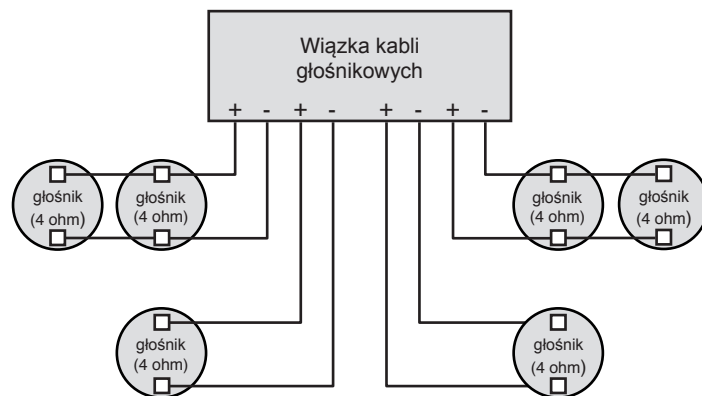 Wiązka kabli
głośnikowych
+ - + - + - + -
głośnik
(4 ohm)
głośnik
(4 ohm)
głośnik
(4 ohm)
głośnik
(4 ohm)
głośnik
(4 ohm)
głośnik
(4 ohm)